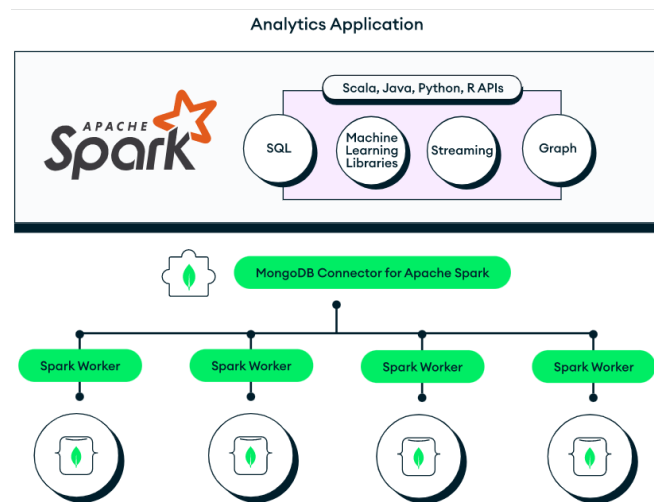 Analytics Application
Scala, Java, Python, R APIs
APACHE
Spark
SQL
Machine
Learning
Libraries
Streaming
Graph
MongoDB Connector for Apache Spark
Spark Worker
Spark Worker
Spark Worker
Spark Worker